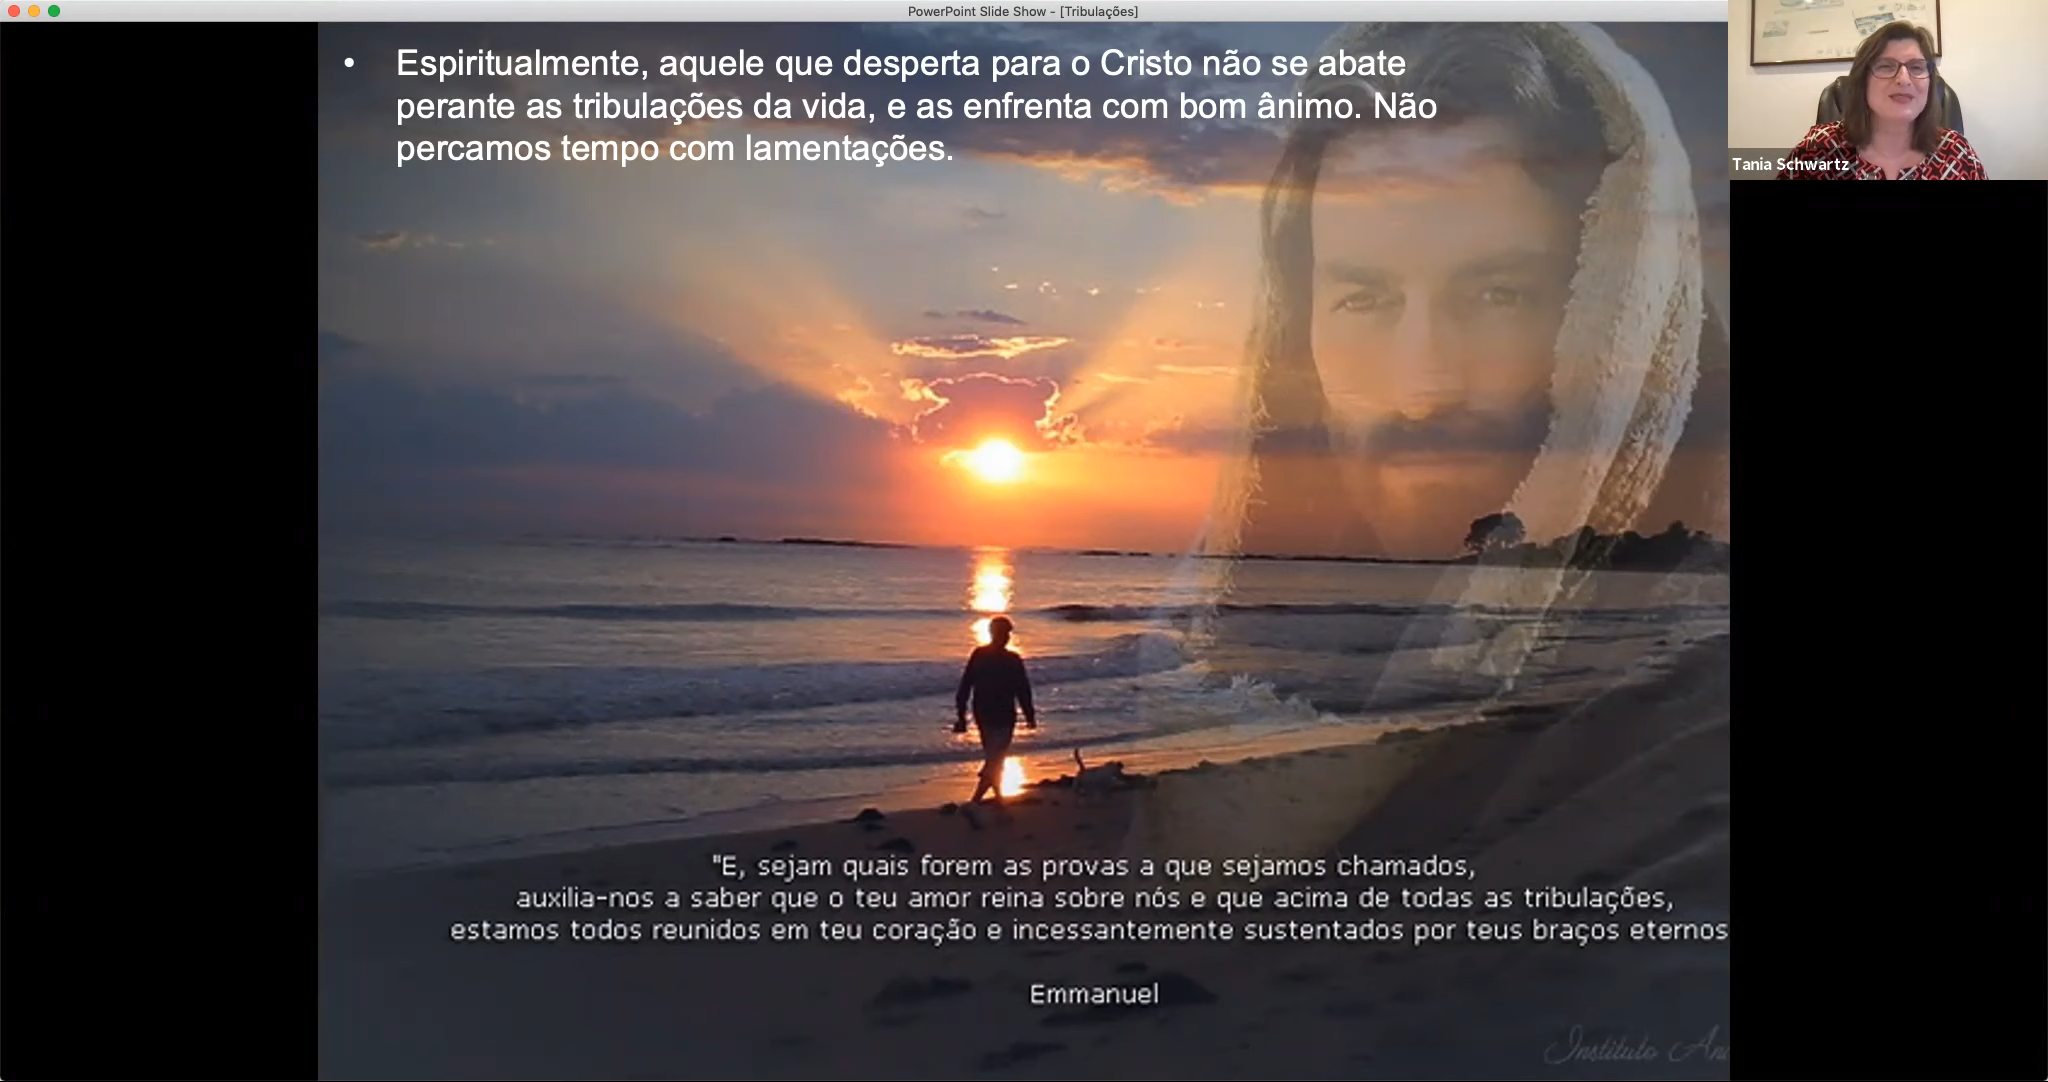 PowerPoint Slide Show - [Tribulações]
• Espiritualmente, aquele que desperta para o Cristo não se abate
perante as tribulações da vida, e as enfrenta com bom ânimo. Não
percamos tempo com lamentações.
Tania Schwartz
"E, sejam quais forem as provas a que sejamos chamados,
auxilia-nos a saber que o teu amor reina sobre nós e que acima de todas as tribulações,
estamos todos reunidos em teu coração e incessantemente sustentados por teus braços eternos
Emmanuel
Instituto